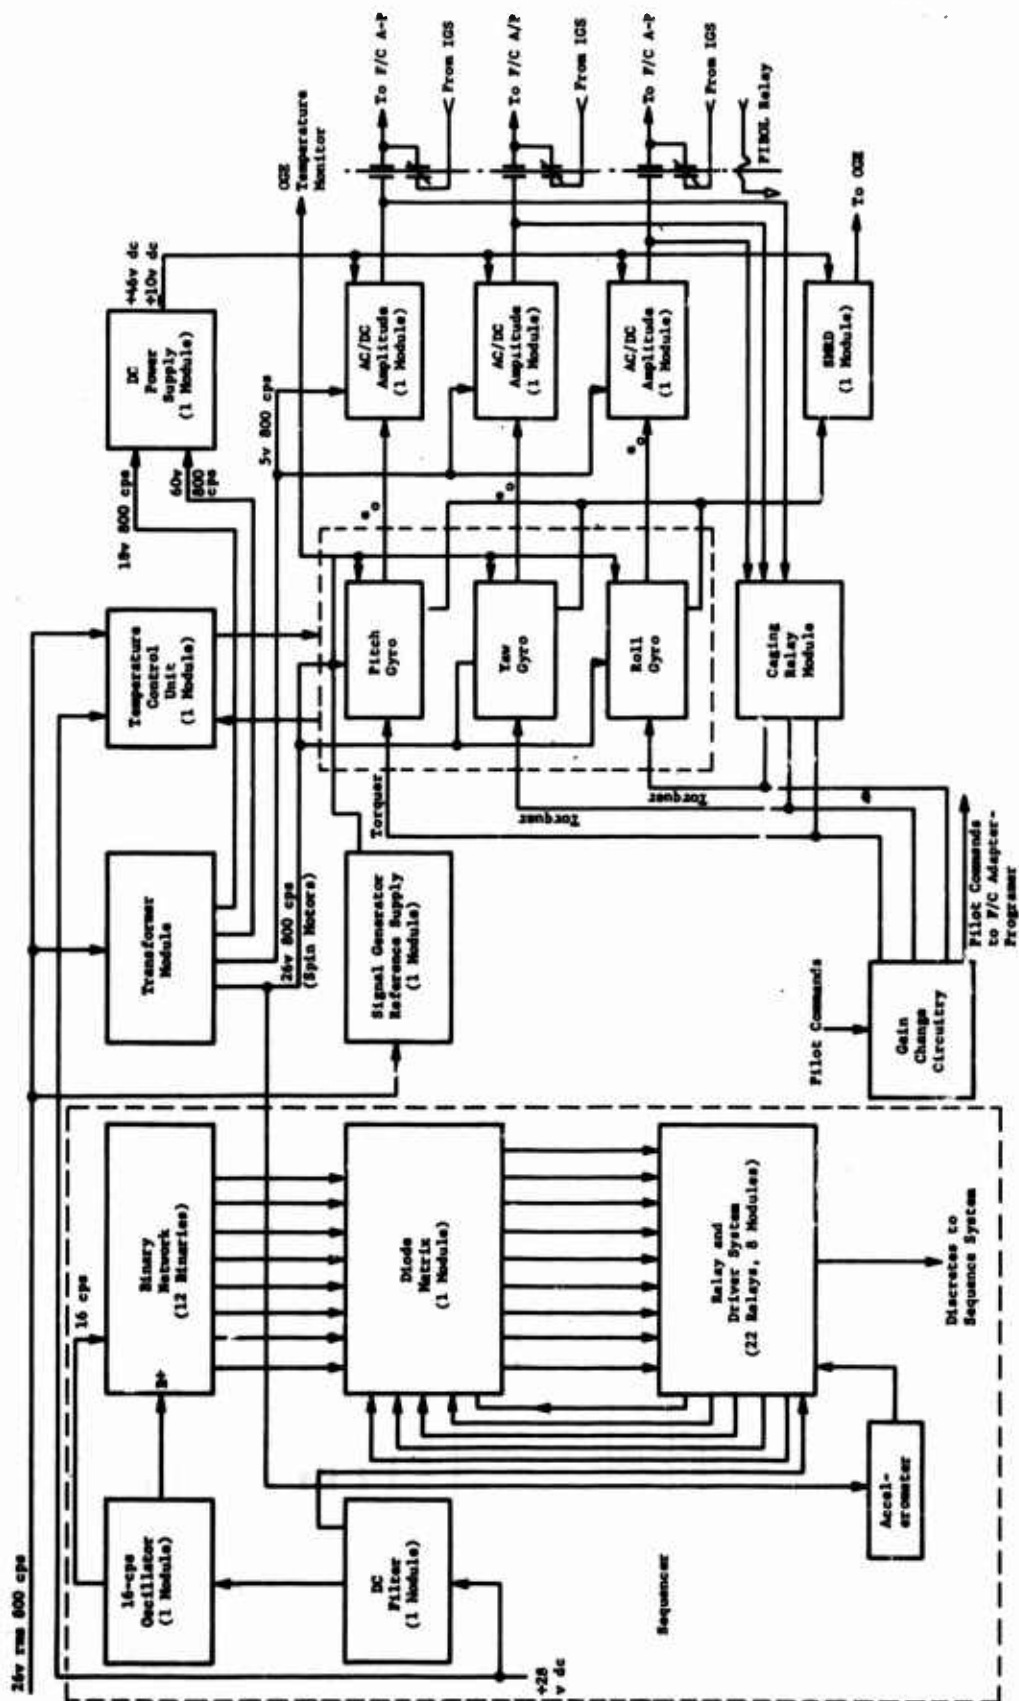 26v rms 800 cps
16-cps
Oscillator
(1 Module)
16 cps
B+
Binary
Network
(12 Binaries)
Transformer
Module
Temperature
Control
Unit
(1 Module)
18v 800 cps
60v
800
cps
DC
Power
Supply
(1 Module)
+46v dc
+10v dc
OGE
Temperature
Monitor
DC
Filter
(1 Module)
Diode
Matrix
(1 Module)
26v 800 cps
(Spin Motors)
Signal Generator
Reference Supply
(1 Module)
Torquer
Pitch
Gyro
e
o
5v 800 cps
AC/DC
Amplitude
(1 Module)
To F/C A-P
From IGS
Torquer
Yaw
Gyro
e
o
AC/DC
Amplitude
(1 Module)
To F/C A/P
From IGS
Torquer
Roll
Gyro
e
o
AC/DC
Amplitude
(1 Module)
To F/C A-P
From IGS
Relay and
Driver System
(22 Relays, 8 Modules)
Sequencer
+28
v dc
Accel-
erometer
Discretes to
Sequence System
Pilot Commands
Gain
Change
Circuitry
Pilot Commands
to F/C Adapter-
Programer
Caging
Relay
Module
SMRD
(1 Module)
To OGE
Relay